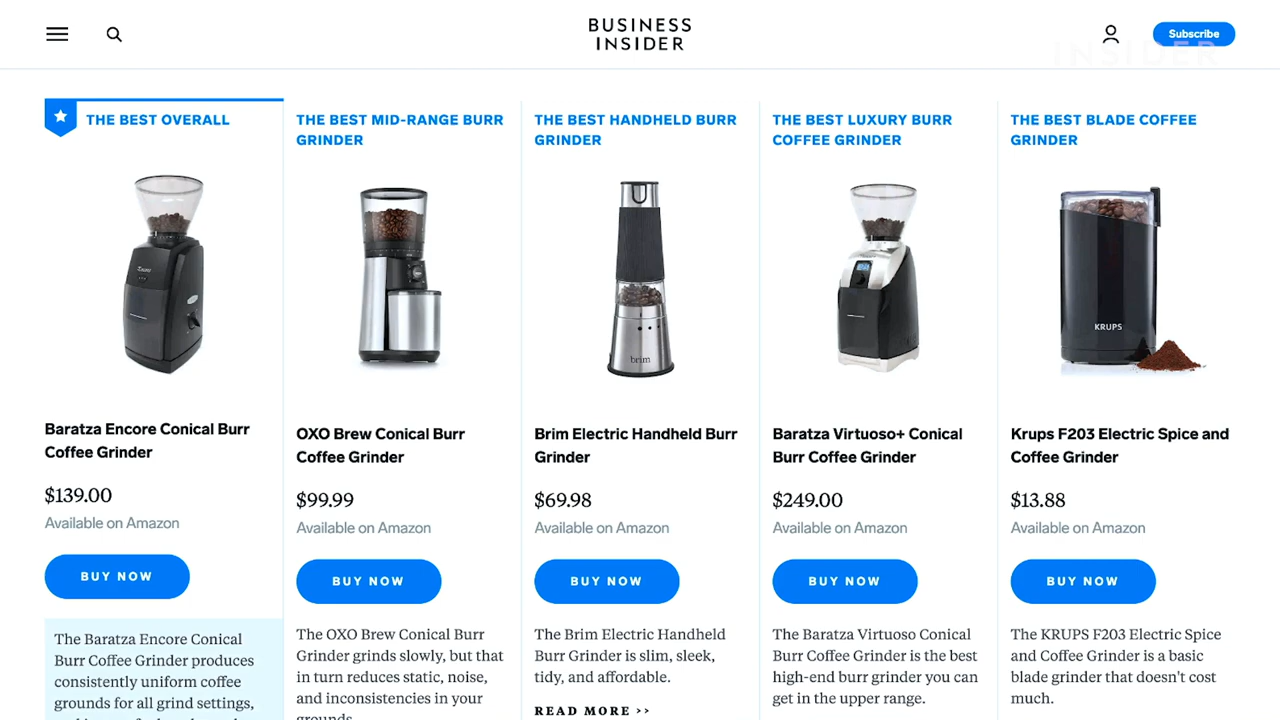 BUSINESS
INSIDER
Subscribe
INSIDER
THE BEST OVERALL
Baratza Encore Conical Burr
Coffee Grinder
$139.00
Available on Amazon
BUY NOW
The Baratza Encore Conical
Burr Coffee Grinder produces
consistently uniform coffee
grounds for all grind settings,
THE BEST MID-RANGE BURR
GRINDER
OXO Brew Conical Burr
Coffee Grinder
$99.99
Available on Amazon
BUY NOW
The OXO Brew Conical Burr
Grinder grinds slowly, but that
in turn reduces static, noise,
and inconsistencies in your
grounds.
THE BEST HANDHELD BURR
GRINDER
brim
Brim Electric Handheld Burr
Grinder
$69.98
Available on Amazon
BUY NOW
The Brim Electric Handheld
Burr Grinder is slim, sleek,
tidy, and affordable.
READ MORE >>
THE BEST LUXURY BURR
COFFEE GRINDER
Baratza Virtuoso+ Conical
Burr Coffee Grinder
$249.00
Available on Amazon
BUY NOW
The Baratza Virtuoso Conical
Burr Coffee Grinder is the best
high-end burr grinder you can
get in the upper range.
THE BEST BLADE COFFEE
GRINDER
KRUPS
Krups F203 Electric Spice and
Coffee Grinder
$13.88
Available on Amazon
BUY NOW
The KRUPS F203 Electric Spice
and Coffee Grinder is a basic
blade grinder that doesn't cost
much.